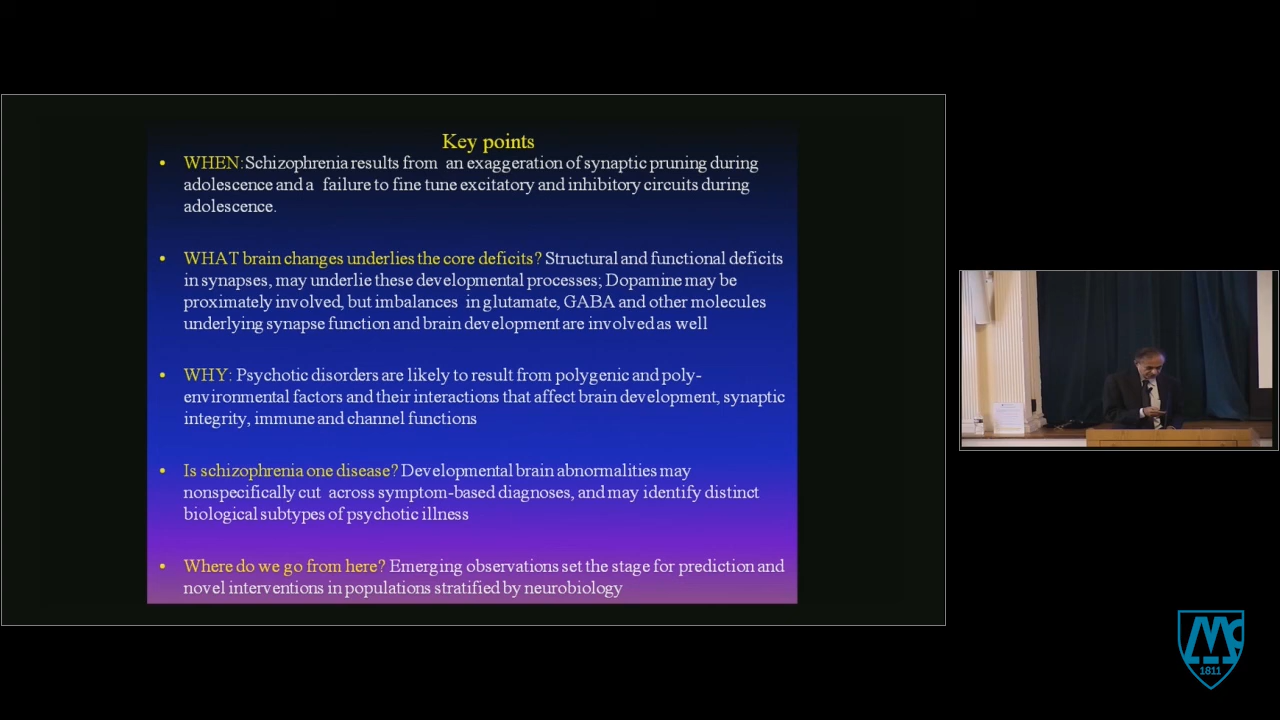 Key points
• WHEN: Schizophrenia results from an exaggeration of synaptic pruning during
adolescence and a failure to fine tune excitatory and inhibitory circuits during
adolescence.
• WHAT brain changes underlies the core deficits? Structural and functional deficits
in synapses, may underlie these developmental processes; Dopamine may be
proximately involved, but imbalances in glutamate, GABA and other molecules
underlying synapse function and brain development are involved as well
• WHY: Psychotic disorders are likely to result from polygenic and poly-
environmental factors and their interactions that affect brain development, synaptic
integrity, immune and channel functions
• Is schizophrenia one disease? Developmental brain abnormalities may
nonspecifically cut across symptom-based diagnoses, and may identify distinct
biological subtypes of psychotic illness
• Where do we go from here? Emerging observations set the stage for prediction and
novel interventions in populations stratified by neurobiology
1811